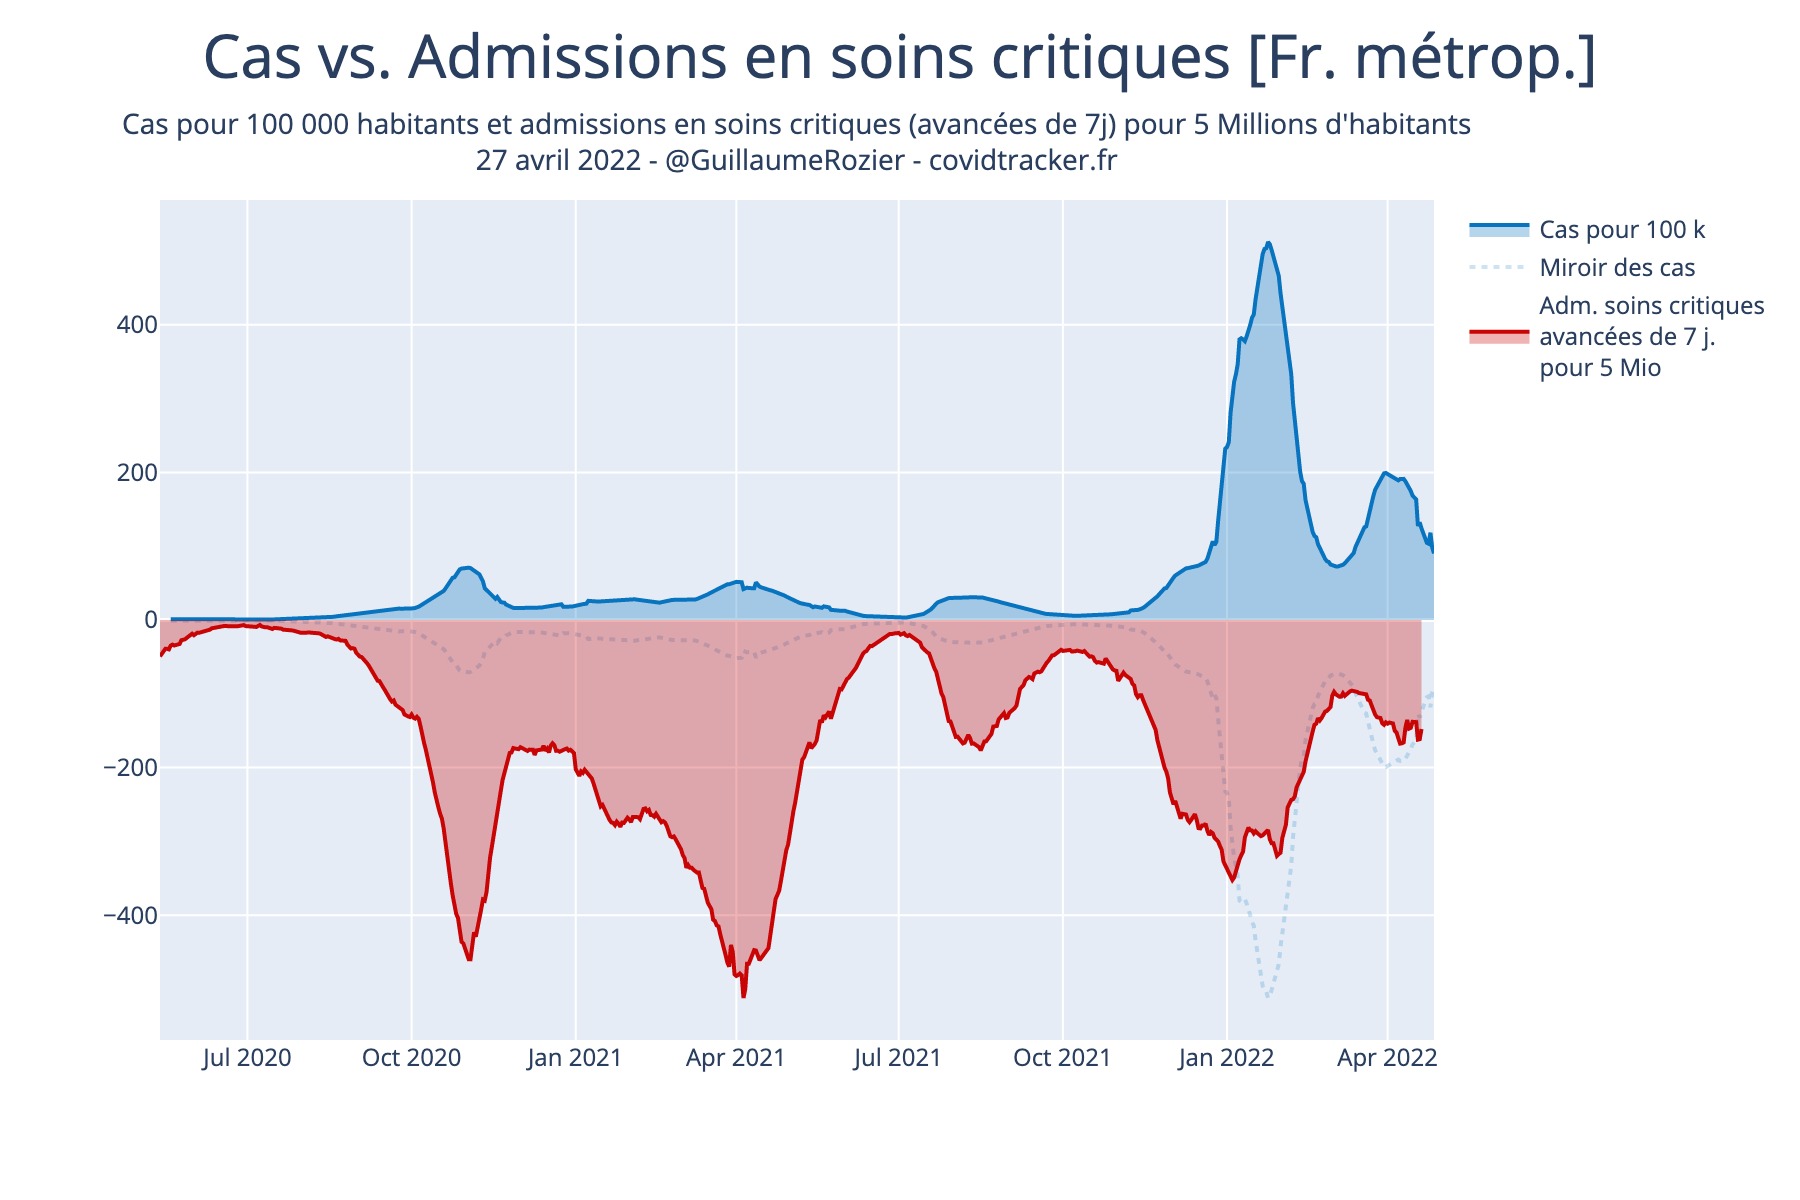 Cas vs. Admissions en soins critiques [Fr. métrop.]
Cas pour 100 000 habitants et admissions en soins critiques (avancées de 7j) pour 5 Millions d'habitants
27 avril 2022 - @GuillaumeRozier - covidtracker.fr
Cas pour 100 k
Miroir des cas
Adm. soins critiques
avancées de 7 j.
pour 5 Mio
400
200
0
−200
−400
Jul 2020
Oct 2020
Jan 2021
Apr 2021
Jul 2021
Oct 2021
Jan 2022
Apr 2022